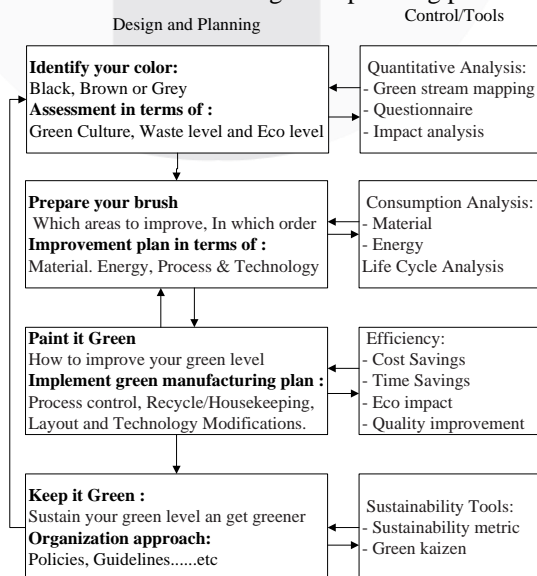 Design and Planning
Control/Tools
Identify your color:
Black, Brown or Grey
Assessment in terms of :
Green Culture, Waste level and Eco level
Quantitative Analysis:
- Green stream mapping
- Questionnaire
- Impact analysis
Prepare your brush
Which areas to improve, In which order
Improvement plan in terms of :
Material. Energy, Process & Technology
Consumption Analysis:
- Material
- Energy
Life Cycle Analysis
Paint it Green
How to improve your green level
Implement green manufacturing plan :
Process control, Recycle/Housekeeping,
Layout and Technology Modifications.
Efficiency:
- Cost Savings
- Time Savings
- Eco impact
- Quality improvement
Keep it Green :
Sustain your green level an get greener
Organization approach:
Policies, Guidelines......etc
Sustainability Tools:
- Sustainability metric
- Green kaizen